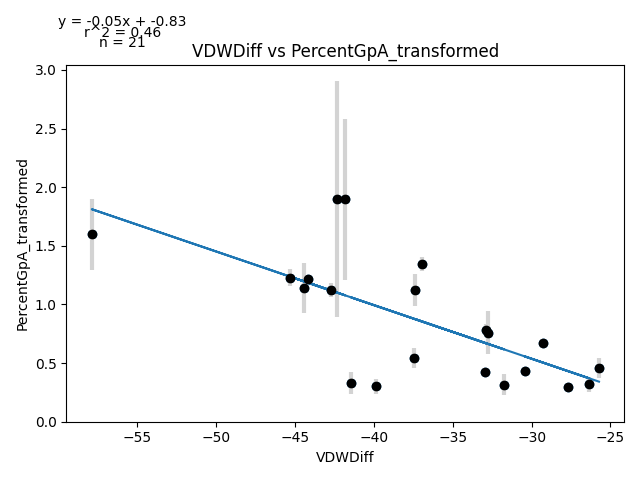 y = -0.05x + -0.83
r^2 = 0.46
n = 21
VDWDiff vs PercentGpA_transformed
3.0
2.5
2.0
1.5
1.0
0.5
0.0
PercentGpA_transformed
−55 −50 −45 −40 −35 −30 −25
VDWDiff